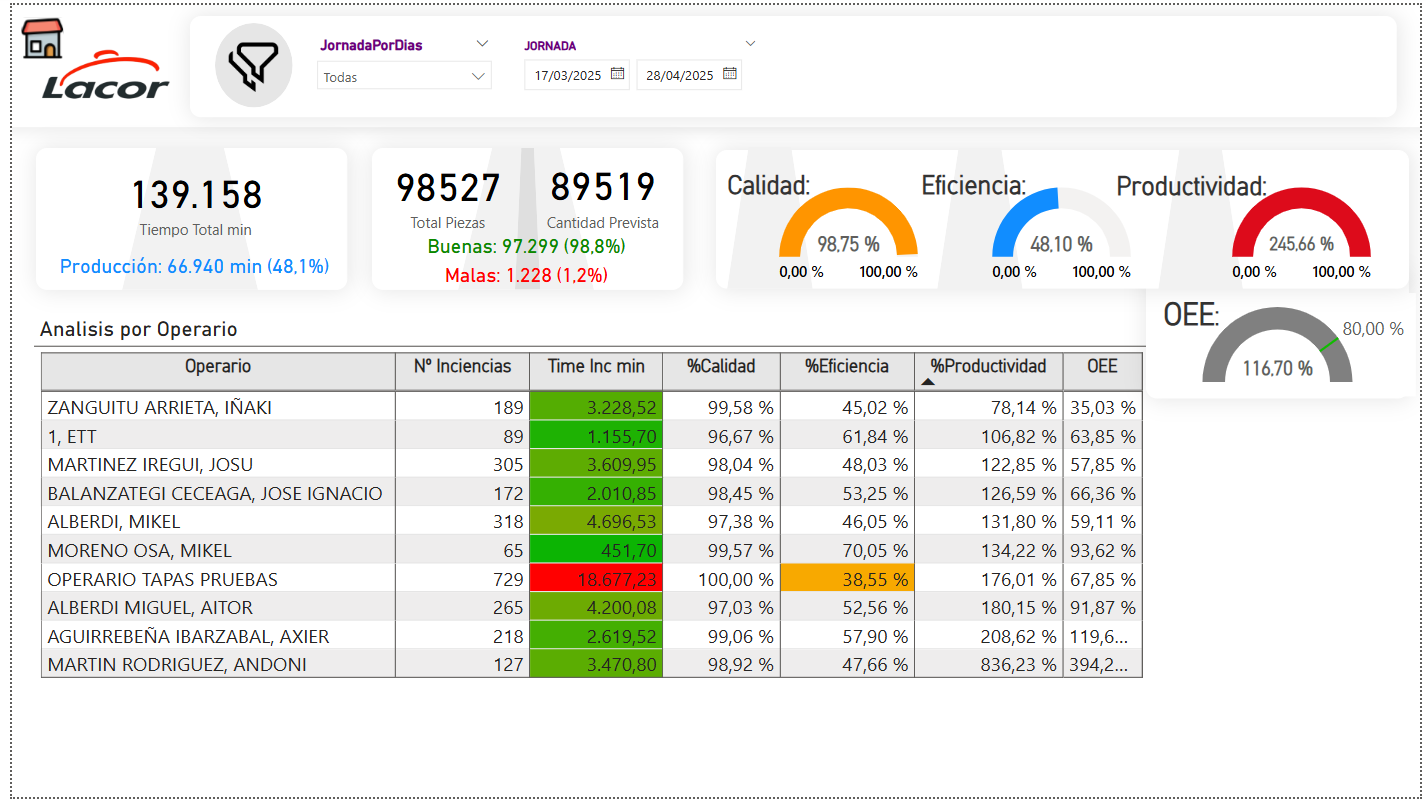 Lacor
JornadaPorDias
Todas
JORNADA
17/03/2025 28/04/2025
139.158
Tiempo Total min
Producción: 66.940 min (48,1%)
98527 89519
Total Piezas Cantidad Prevista
Buenas: 97.299 (98,8%)
Malas: 1.228 (1,2%)
Calidad:
98,75 %
0,00 % 100,00 %
Eficiencia:
48,10 %
0,00 % 100,00 %
Productividad:
245,66 %
0,00 % 100,00 %
OEE:
80,00 %
116,70 %
Analisis por Operario
Operario Nº Inciencias Time Inc min %Calidad %Eficiencia %Productividad OEE
ZANGUITU ARRIETA, IÑAKI 189 3.228,52 99,58 % 45,02 % 78,14 % 35,03 %
1, ETT 89 1.155,70 96,67 % 61,84 % 106,82 % 63,85 %
MARTINEZ IREGUI, JOSU 305 3.609,95 98,04 % 48,03 % 122,85 % 57,85 %
BALANZATEGI CECEAGA, JOSE IGNACIO 172 2.010,85 98,45 % 53,25 % 126,59 % 66,36 %
ALBERDI, MIKEL 318 4.696,53 97,38 % 46,05 % 131,80 % 59,11 %
MORENO OSA, MIKEL 65 451,70 99,57 % 70,05 % 134,22 % 93,62 %
OPERARIO TAPAS PRUEBAS 729 18.677,23 100,00 % 38,55 % 176,01 % 67,85 %
ALBERDI MIGUEL, AITOR 265 4.200,08 97,03 % 52,56 % 180,15 % 91,87 %
AGUIRREBEÑA IBARZABAL, AXIER 218 2.619,52 99,06 % 57,90 % 208,62 % 119,6...
MARTIN RODRIGUEZ, ANDONI 127 3.470,80 98,92 % 47,66 % 836,23 % 394,2...